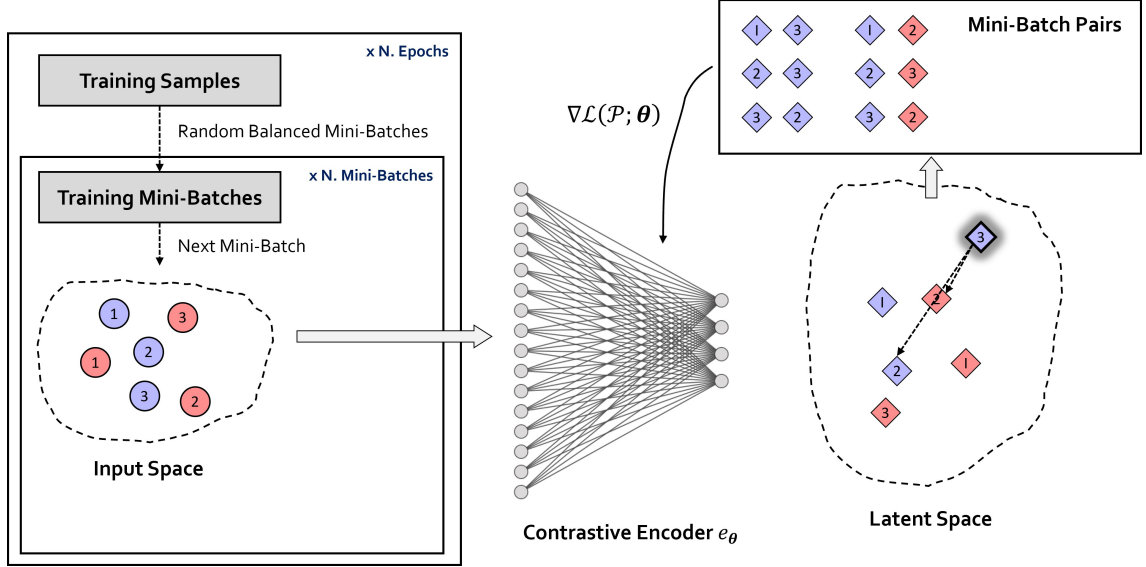 x N. Epochs
Training Samples
Random Balanced Mini-Batches
x N. Mini-Batches
Training Mini-Batches
Next Mini-Batch
1 3
2
1
3 2
Input Space
∇ℒ(𝒫; 𝜽)
Contrastive Encoder e𝜽
Mini-Batch Pairs
1 3 1 2
2 3 2 3
3 2 3 2
3
1 2
2 1
3
Latent Space